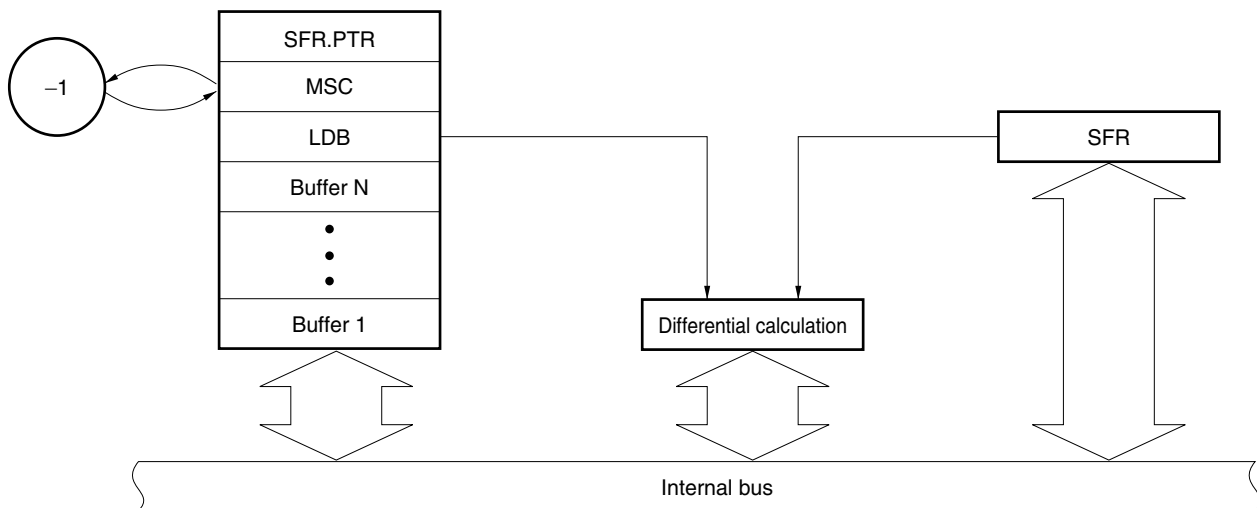 SFR.PTR
–1
MSC
LDB
SFR
Buffer N
Buffer 1
Differential calculation
Internal bus